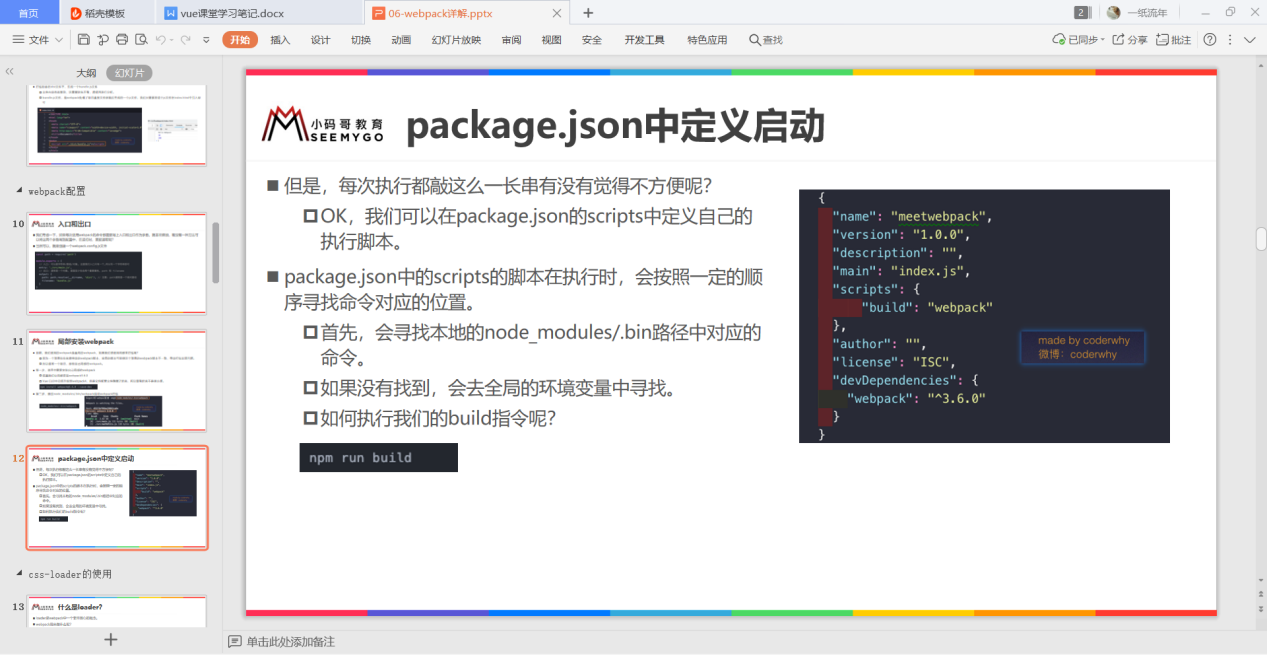 首页
稻壳模板
vue课堂学习笔记.docx
06-webpack详解.pptx
2
一纸流年
文件
开始
插入
设计
切换
动画
幻灯片放映
审阅
视图
安全
开发工具
特色应用
查找
已同步
分享
批注
大纲
幻灯片
webpack配置
10
入口和出口
11
局部安装webpack
12
package.json中定义启动
css-loader的使用
13
什么是loader?
小码哥教育
SEEMYGO
package.json中定义启动
但是，每次执行都敲这么一长串有没有觉得不方便呢？
OK，我们可以在package.json的scripts中定义自己的
执行脚本。
package.json中的scripts的脚本在执行时，会按照一定的顺
序寻找命令对应的位置。
首先，会寻找本地的node_modules/.bin路径中对应的
命令。
如果没有找到，会去全局的环境变量中寻找。
如何执行我们的build指令呢？
npm run build
{
"name": "meetwebpack",
"version": "1.0.0",
"description": "",
"main": "index.js",
"scripts": {
"build": "webpack"
},
"author": "",
"license": "ISC",
"devDependencies": {
"webpack": "^3.6.0"
}
}
made by coderwhy
微博：coderwhy
单击此处添加备注